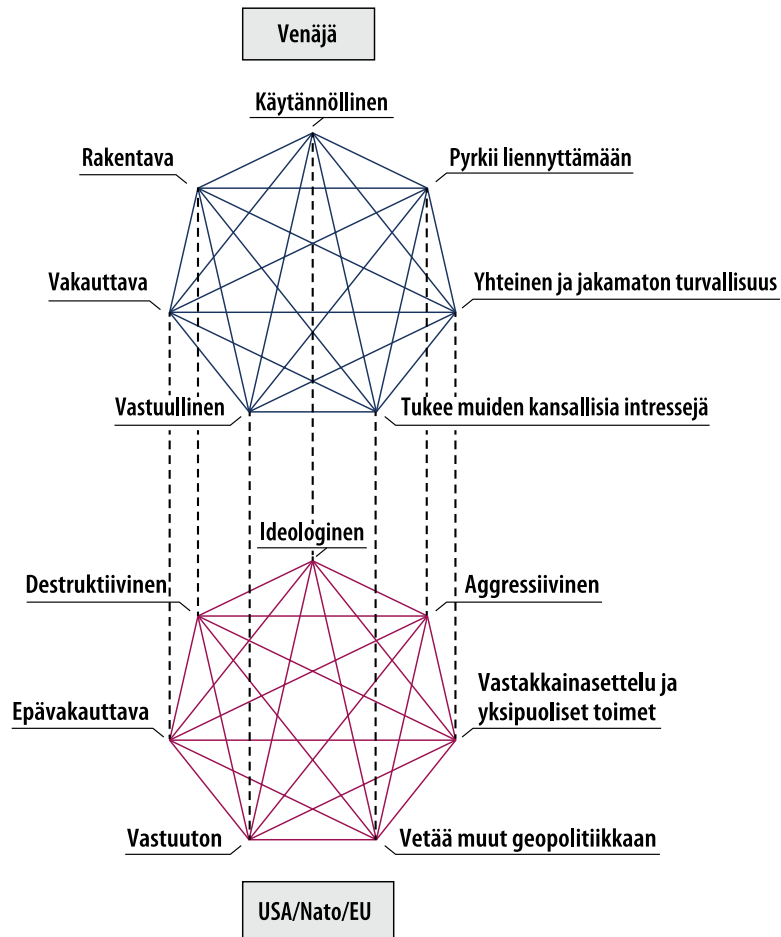 Venäjä
Käytännöllinen
Rakentava
Pyrkii liennyttämään
Vakauttava
Yhteinen ja jakamaton turvallisuus
Vastuullinen
Tukee muiden kansallisia intressejä
Ideologinen
Destruktiivinen
Aggressiivinen
Epävakauttava
Vastakkainasettelu ja
yksipuoliset toimet
Vastuuton
Vetää muut geopolitiikkaan
USA/Nato/EU